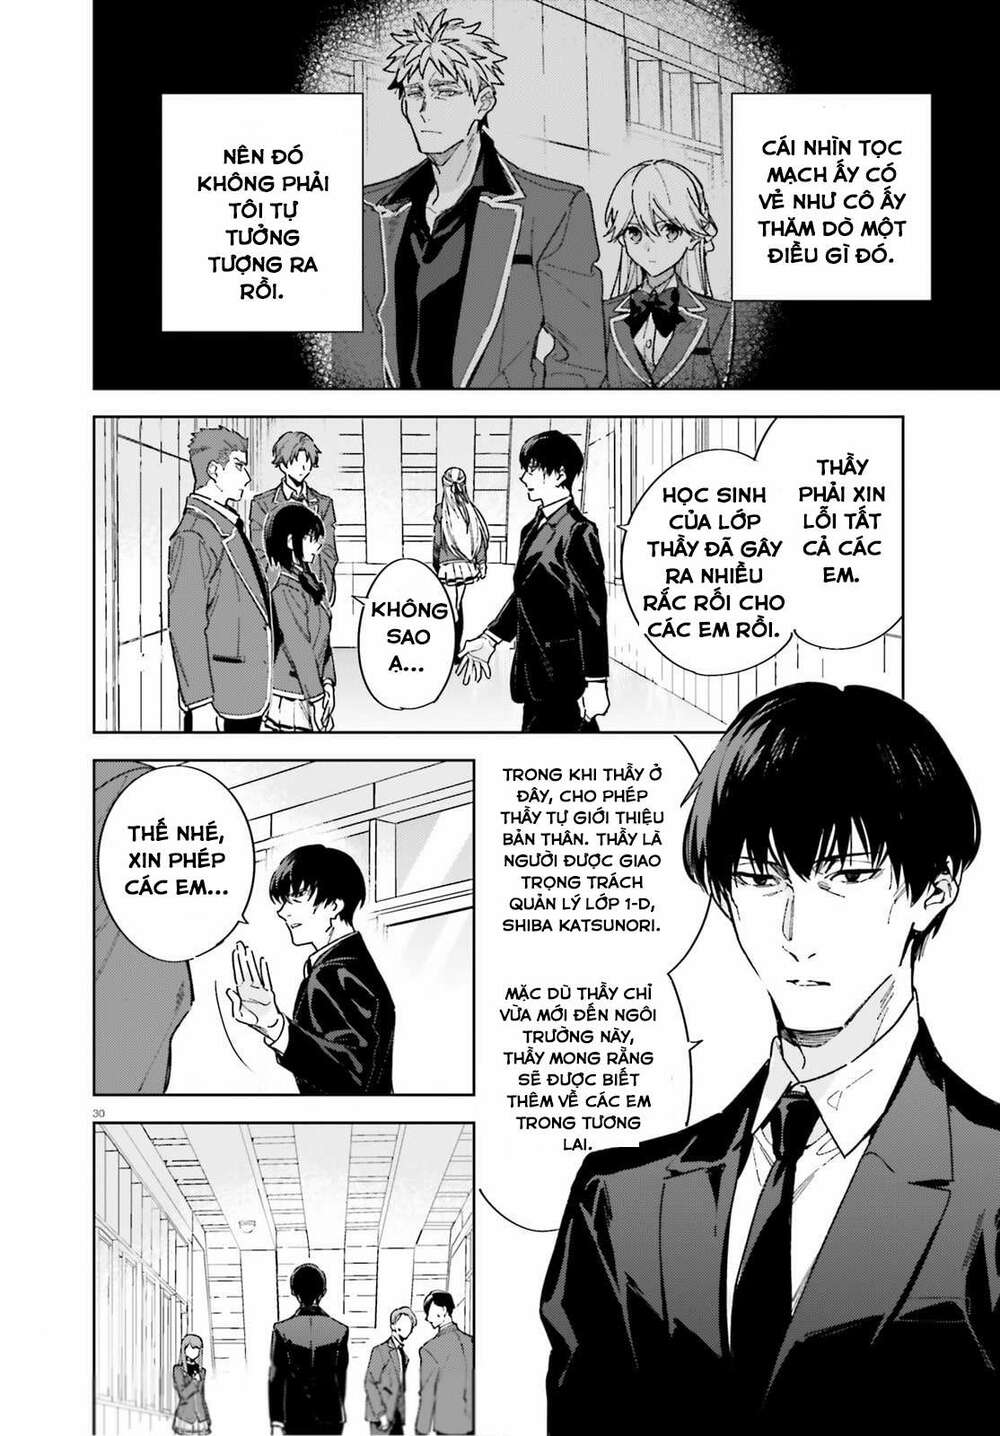 CÁI NHÌN TỌC
MẠCH ẤY CÓ
VẺ NHƯ CÔ ẤY
THĂM DÒ MỘT
ĐIỀU GÌ ĐÓ.
NÊN ĐÓ
KHÔNG PHẢI
TÔI TỰ
TƯỞNG
TƯỢNG RA
RỒI.
THẦY
PHẢI XIN
LỖI TẤT
CẢ CÁC
EM.
HỌC SINH
CỦA LỚP
THẦY ĐÃ GÂY
RA NHIỀU
RẮC RỐI CHO
CÁC EM RỒI.
KHÔNG
SAO
Ạ...
TRONG KHI THẦY Ở
ĐÂY, CHO PHÉP
THẦY TỰ GIỚI THIỆU
BẢN THÂN. THẦY LÀ
NGƯỜI ĐƯỢC GIAO
TRỌNG TRÁCH
QUẢN LÝ LỚP 1-D,
SHIBA KATSUNORI.
MẶC DÙ THẦY CHỈ
VỪA MỚI ĐẾN NGÔI
TRƯỜNG NÀY,
THẦY MONG RẰNG
SẼ ĐƯỢC BIẾT
THÊM VỀ CÁC EM
TRONG TƯƠNG
LAI.
THẾ NHÉ,
XIN PHÉP
CÁC EM...
30